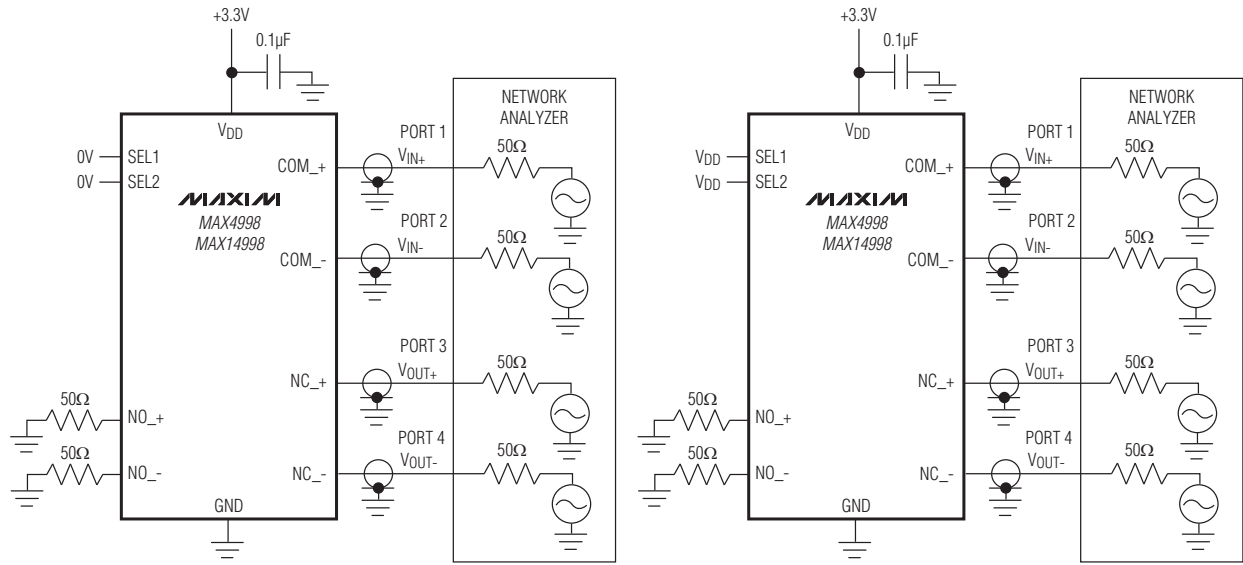 +3.3V
0.1µF
VDD
0V SEL1
0V SEL2
MAXIM
MAX4998
MAX14998
COM_+
COM_-
NC_+
NC_-
50Ω NO_+
50Ω NO_-
GND
PORT 1
VIN+
PORT 2
VIN-
PORT 3
VOUT+
PORT 4
VOUT-
NETWORK
ANALYZER
50Ω
50Ω
50Ω
50Ω
+3.3V
0.1µF
VDD
VDD SEL1
VDD SEL2
MAXIM
MAX4998
MAX14998
COM_+
COM_-
NC_+
NC_-
50Ω NO_+
50Ω NO_-
GND
PORT 1
VIN+
PORT 2
VIN-
PORT 3
VOUT+
PORT 4
VOUT-
NETWORK
ANALYZER
50Ω
50Ω
50Ω
50Ω